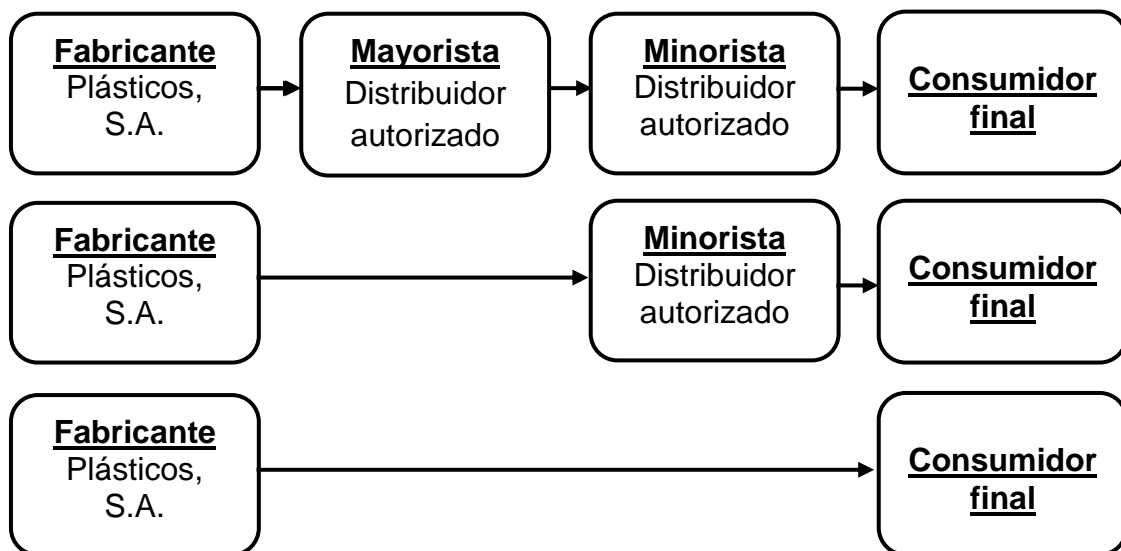 Fabricante
Plásticos,
S.A.
Mayorista
Distribuidor
autorizado
Minorista
Distribuidor
autorizado
Consumidor
final
Fabricante
Plásticos,
S.A.
Minorista
Distribuidor
autorizado
Consumidor
final
Fabricante
Plásticos,
S.A.
Consumidor
final